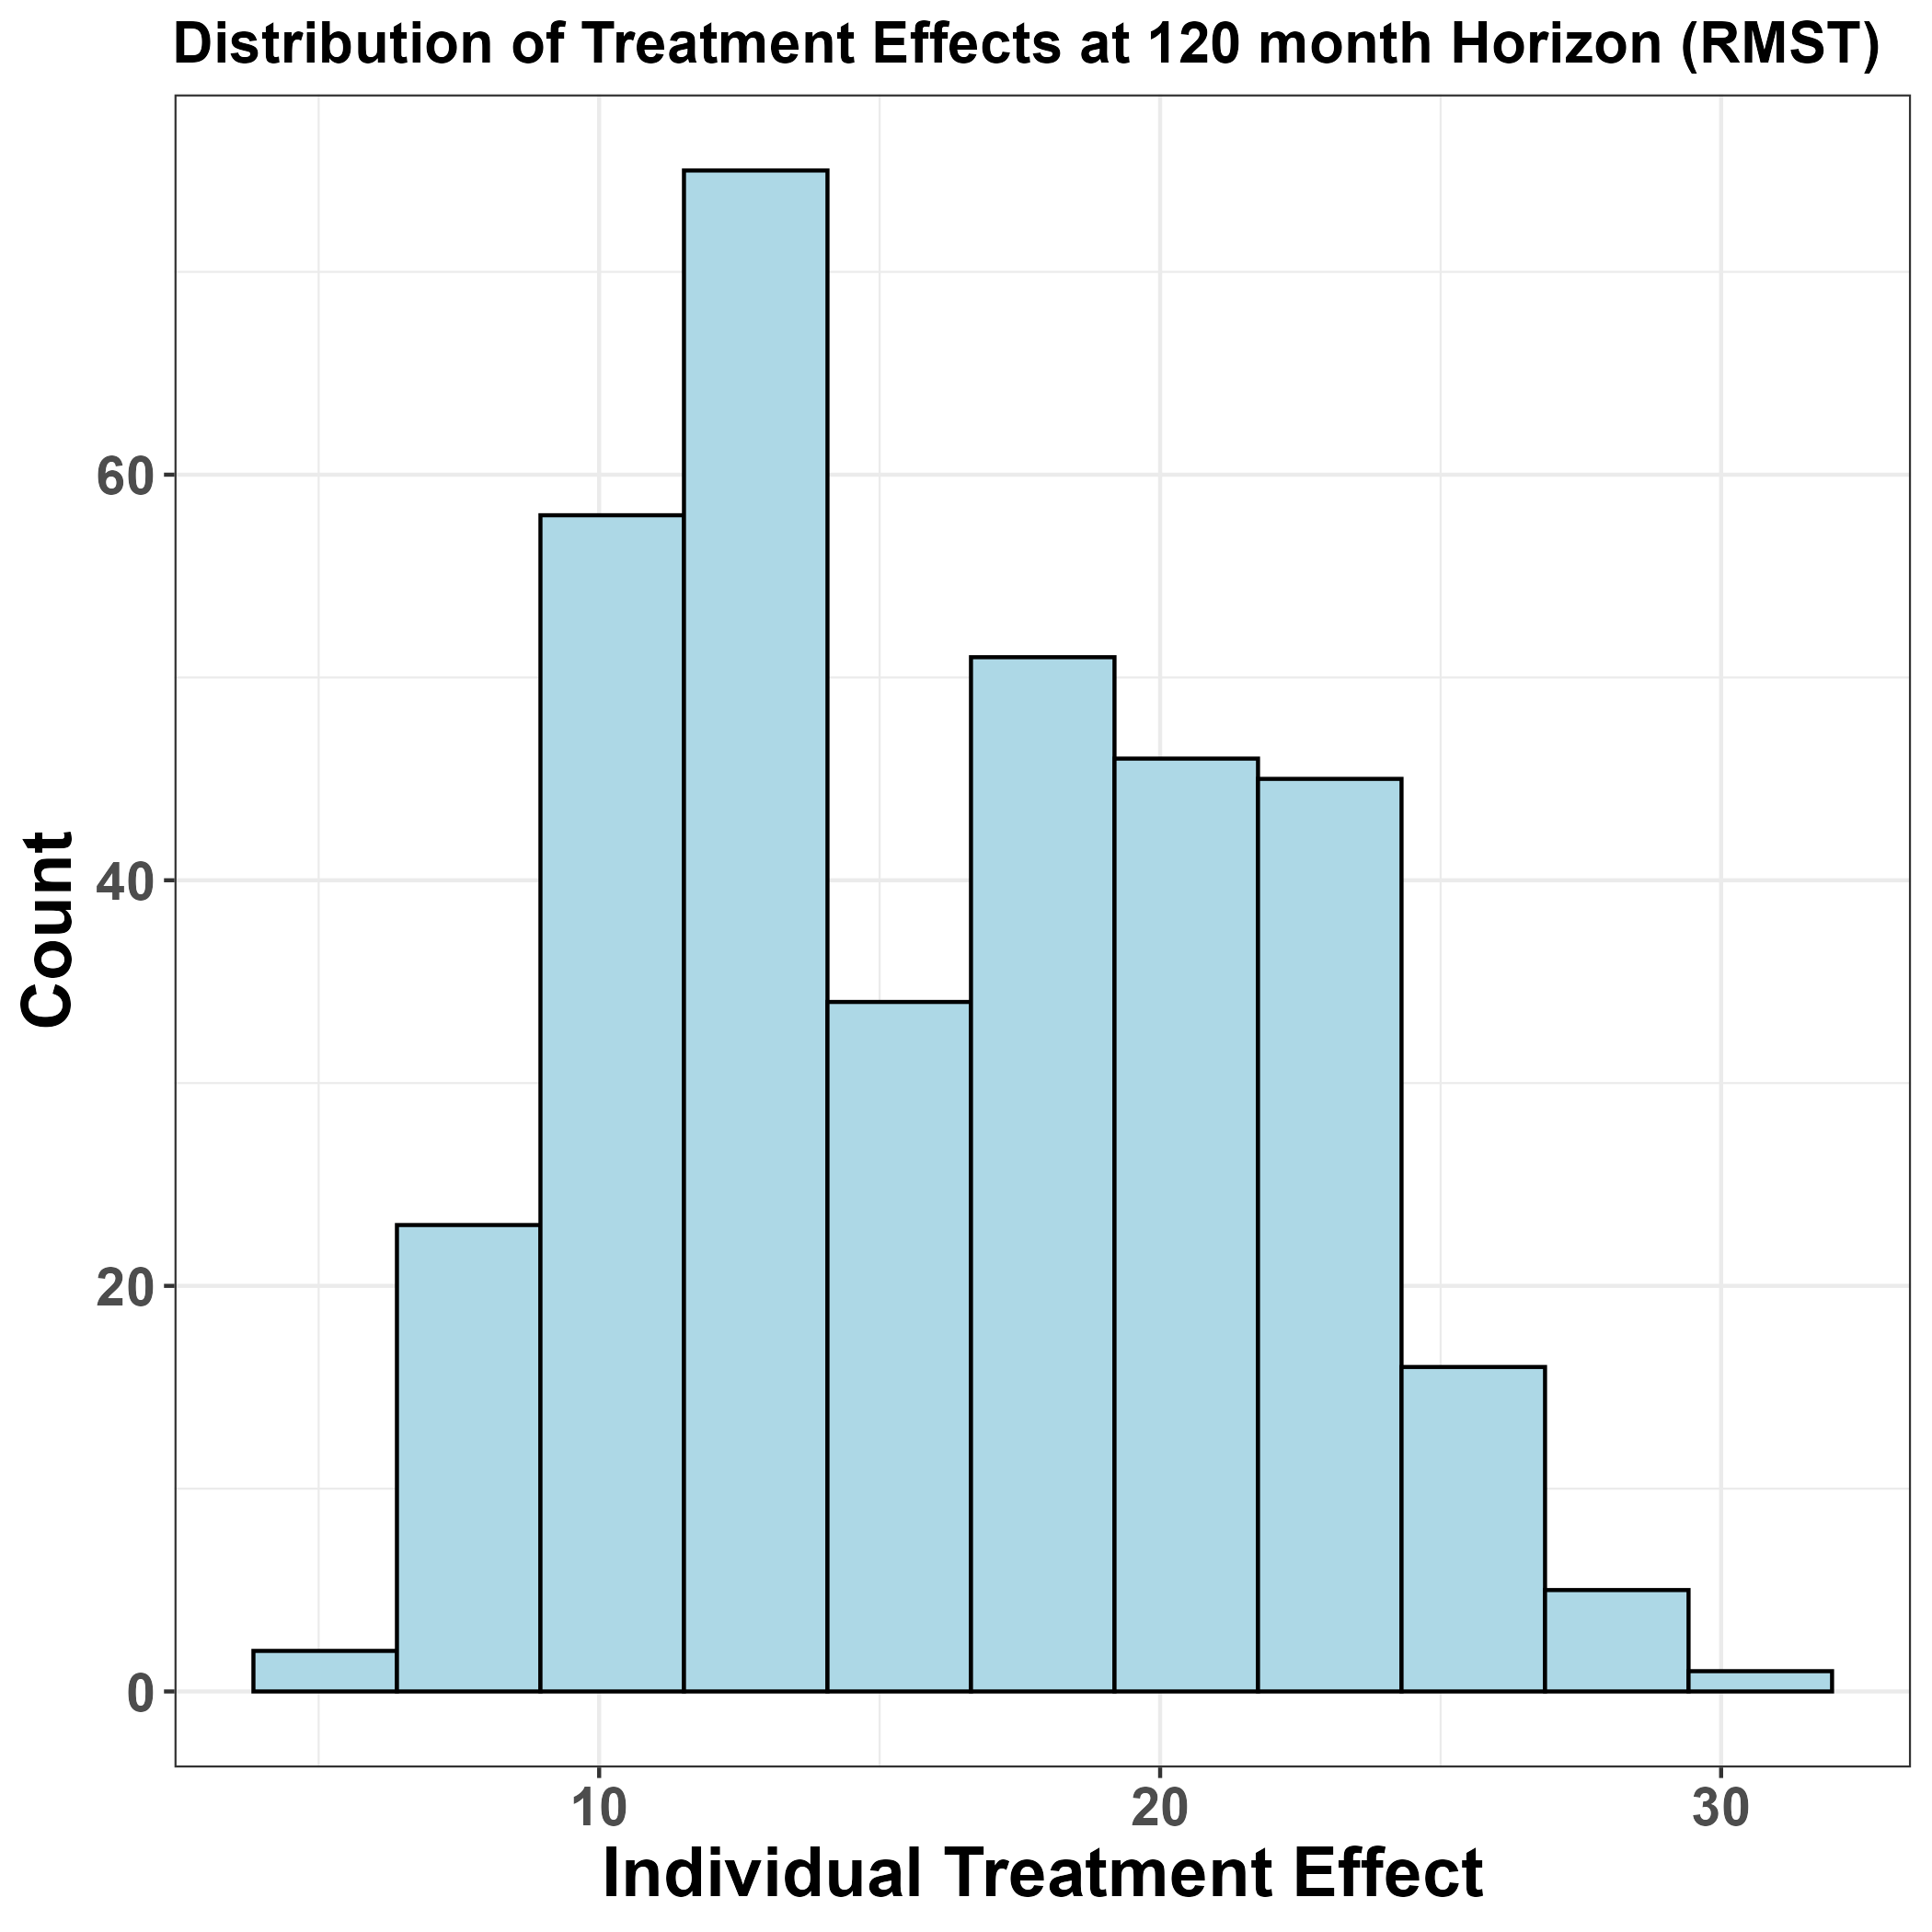 Distribution of Treatment Effects at 120 month Horizon (RMST)
60
40
20
0
Count
10 20 30
Individual Treatment Effect